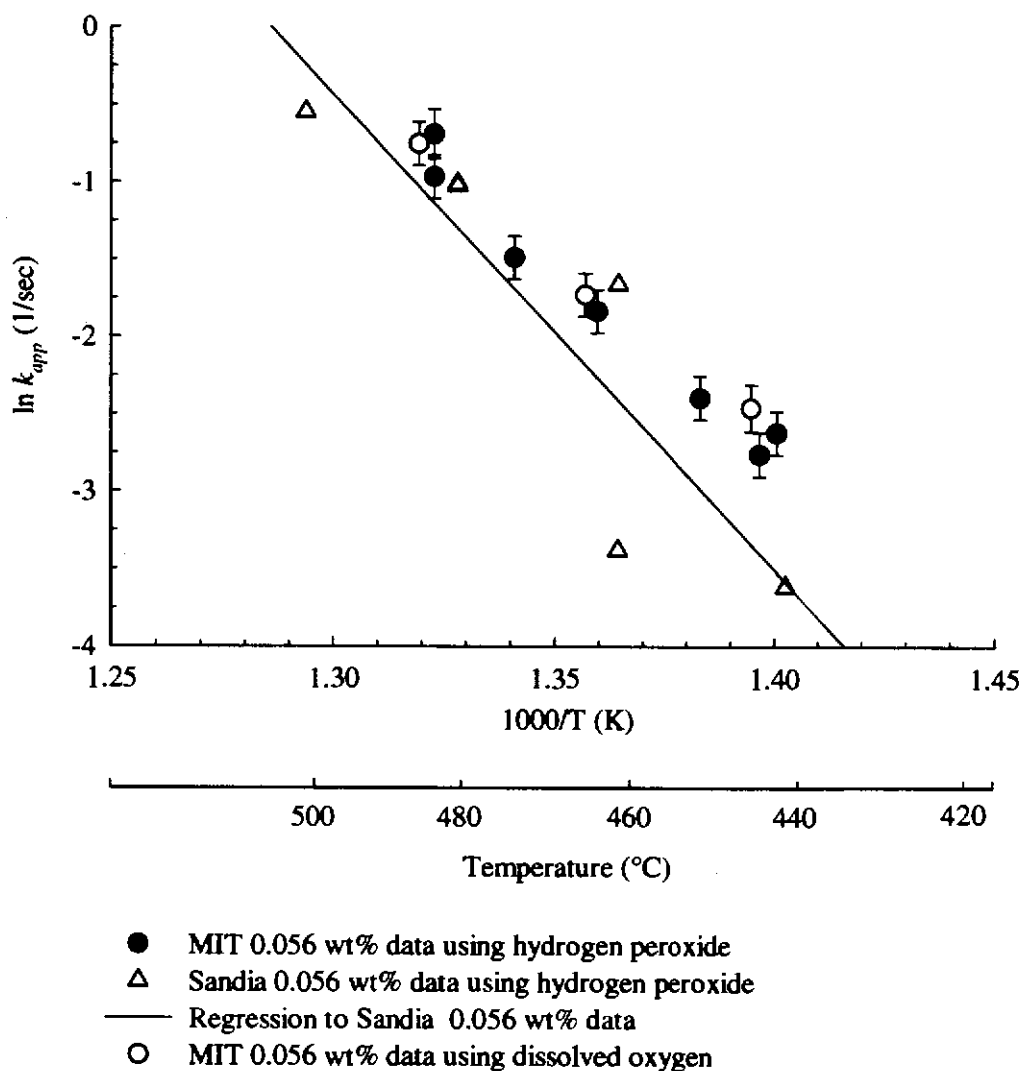 0
-1
-2
-3
-4
ln k_app (1/sec)
1.25 1.30 1.35 1.40 1.45
1000/T (K)
500 480 460 440 420
Temperature (°C)
MIT 0.056 wt% data using hydrogen peroxide
Sandia 0.056 wt% data using hydrogen peroxide
Regression to Sandia 0.056 wt% data
MIT 0.056 wt% data using dissolved oxygen